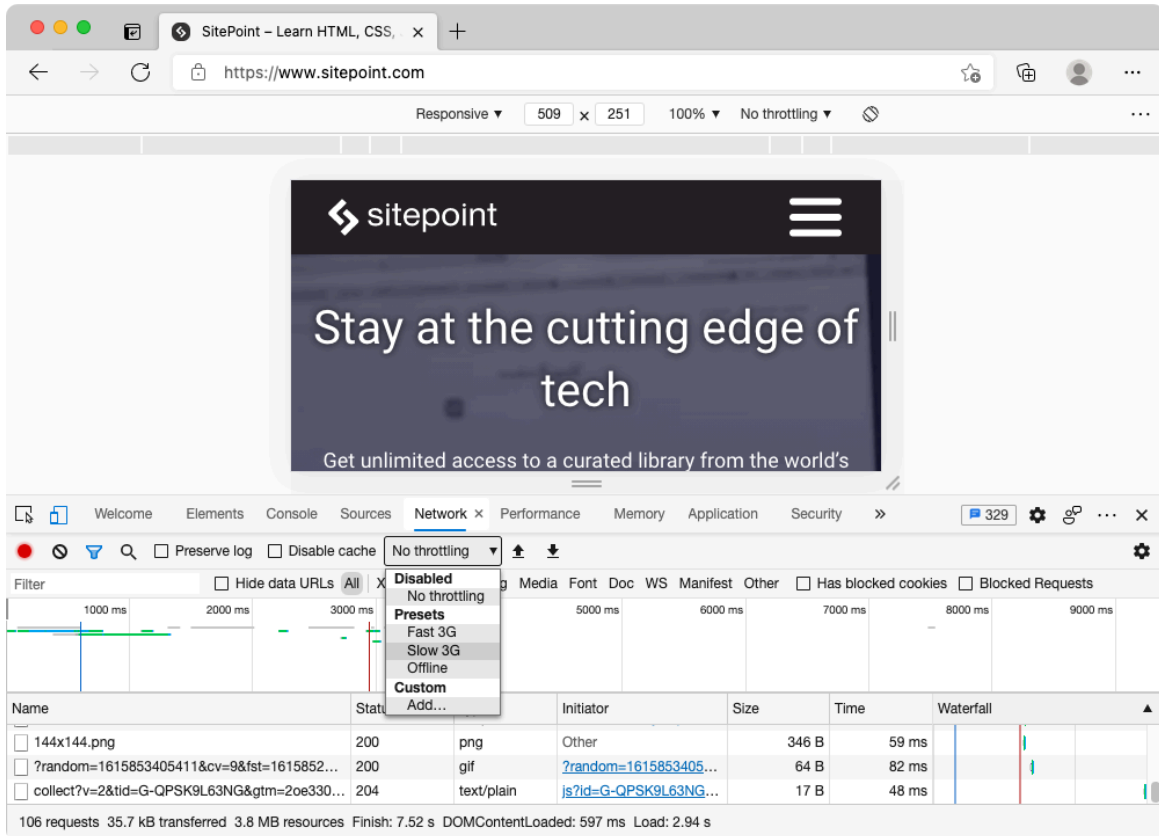 SitePoint – Learn HTML, CSS,
https://www.sitepoint.com
Responsive ▼ 509 x 251 100% ▼ No throttling ▼
sitepoint
Stay at the cutting edge of
tech
Get unlimited access to a curated library from the world's
Welcome Elements Console Sources Network × Performance Memory Application Security » 329
Preserve log Disable cache No throttling ▼
Filter Hide data URLs All Media Font Doc WS Manifest Other Has blocked cookies Blocked Requests
Disabled
No throttling
Presets
Fast 3G
Slow 3G
Offline
Custom
Add...
1000 ms 2000 ms 3000 ms 5000 ms 6000 ms 7000 ms 8000 ms 9000 ms
Name Initiator Size Time Waterfall ▲
144x144.png 200 png Other 346 B 59 ms
?random=1615853405411&cv=9&fst=1615852... 200 gif ?random=1615853405... 64 B 82 ms
collect?v=2&tid=G-QPSK9L63NG&gtm=2oe330... 204 text/plain js?id=G-QPSK9L63NG... 17 B 48 ms
106 requests 35.7 kB transferred 3.8 MB resources Finish: 7.52 s DOMContentLoaded: 597 ms Load: 2.94 s